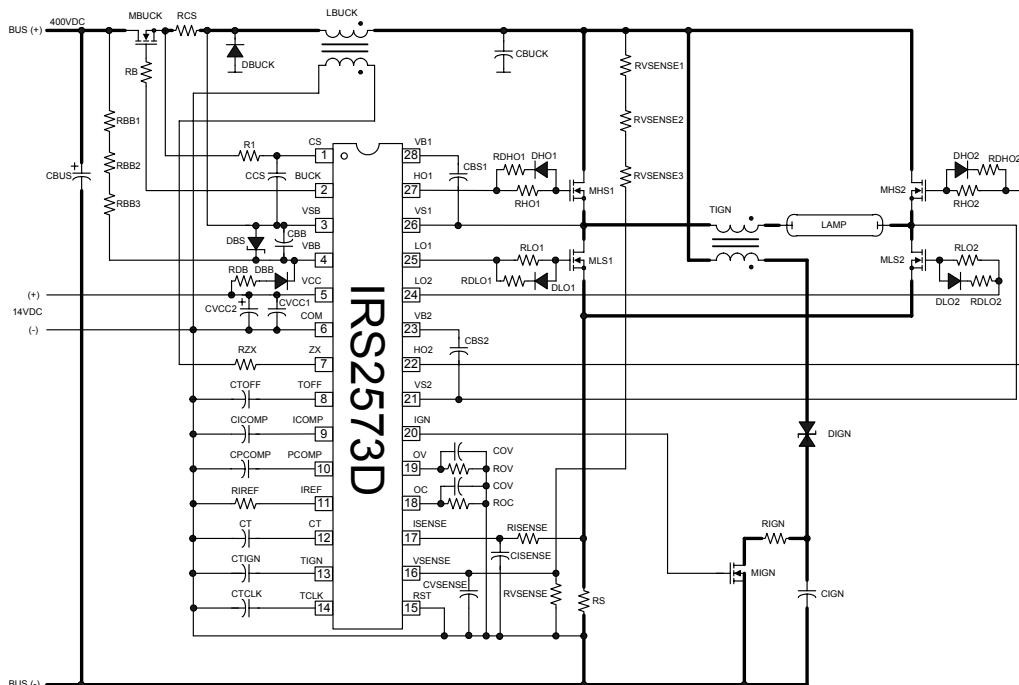 BUS (+)
400VDC
MBUCK
RCS
LBUCK
RB
DBUCK
CBUCK
RVSENSE1
RVSENSE2
RVSENSE3
RBB1
RBB2
RBB3
CBUS
+
R1
CCS
CS
1
BUCK
2
VSB
3
DBS
CBB
VBB
4
RDB
DBB
VCC
5
(+)
14VDC
(-)
CVCC2
+
CVCC1
COM
6
RZX
ZX
7
CTOFF
TOFF
8
CICOMP
ICOMP
9
CPCOMP
PCOMP
10
RIREF
IREF
11
CT
CT
12
CTIGN
TIGN
13
CTCLK
TCLK
14
IRS2573D
VB1
28
CBS1
HO1
27
VS1
26
LO1
25
LO2
24
VB2
23
CBS2
HO2
22
VS2
21
IGN
20
OV
19
COV
ROV
OC
18
COV
ROC
ISENSE
17
RISENSE
CISENSE
VSENSE
16
CVSENSE
RVSENSE
RST
15
RS
RDHO1
DHO1
RHO1
MHS1
RLO1
RDLO1
DLO1
MLS1
TIGN
LAMP
DHO2
RDHO2
RHO2
MHS2
RLO2
DLO2
RDLO2
MLS2
DIGN
RIGN
MIGN
CIGN
BUS (-)